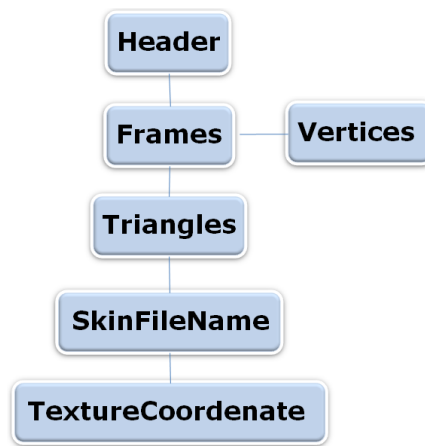 Header
Frames
Vertices
Triangles
SkinFileName
TextureCoordenate